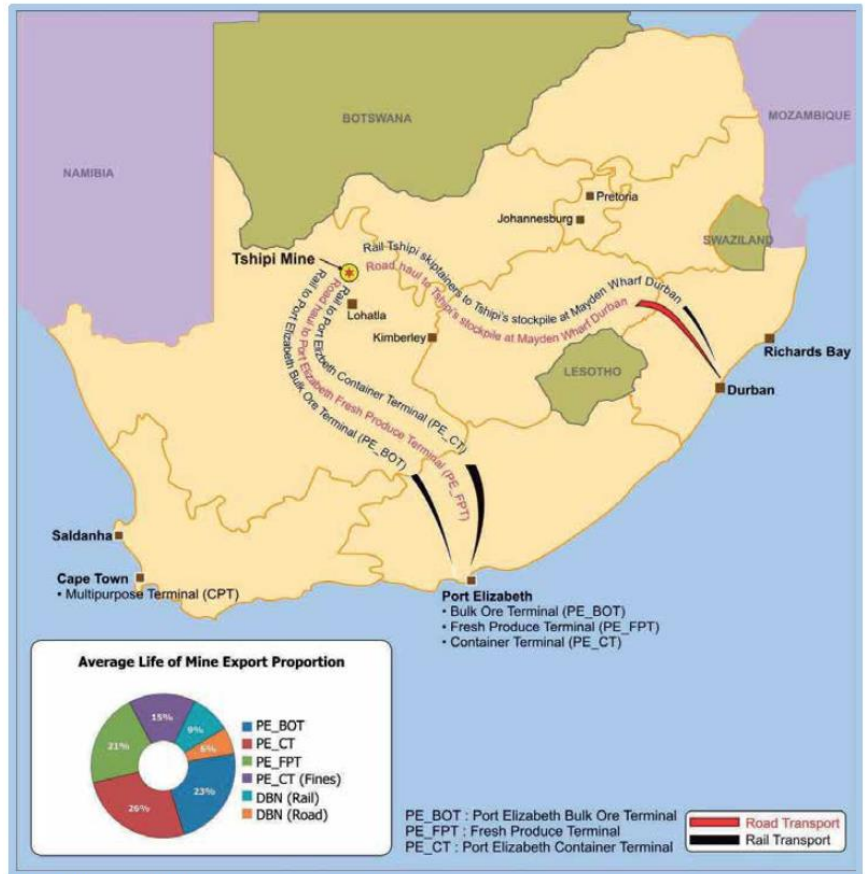 BOTSWANA
MOZAMBIQUE
NAMIBIA
Pretoria
Johannesburg
SWAZILAND
Tshipi Mine
Rail Tshipi skiptainers to Tshipi's stockpile at Mayden Wharf Durban
Road haul to Tshipi's stockpile at Mayden Wharf Durban
Lohatla
Kimberley
Rail to Port Elizbeth Container Terminal (PE_CT)
Road haul to Port Elizabeth Fresh Produce Terminal (PE_FPT)
Rail to Port Elizabeth Bulk Ore Terminal (PE_BOT)
Richards Bay
LESOTHO
Durban
Saldanha
Cape Town
• Multipurpose Terminal (CPT)
Port Elizabeth
• Bulk Ore Terminal (PE_BOT)
• Fresh Produce Terminal (PE_FPT)
• Container Terminal (PE_CT)
Average Life of Mine Export Proportion
15%
9%
6%
21%
23%
26%
PE_BOT
PE_CT
PE_FPT
PE_CT (Fines)
DBN (Rail)
DBN (Road)
PE_BOT : Port Elizabeth Bulk Ore Terminal
PE_FPT : Fresh Produce Terminal
PE_CT : Port Elizabeth Container Terminal
Road Transport
Rail Transport